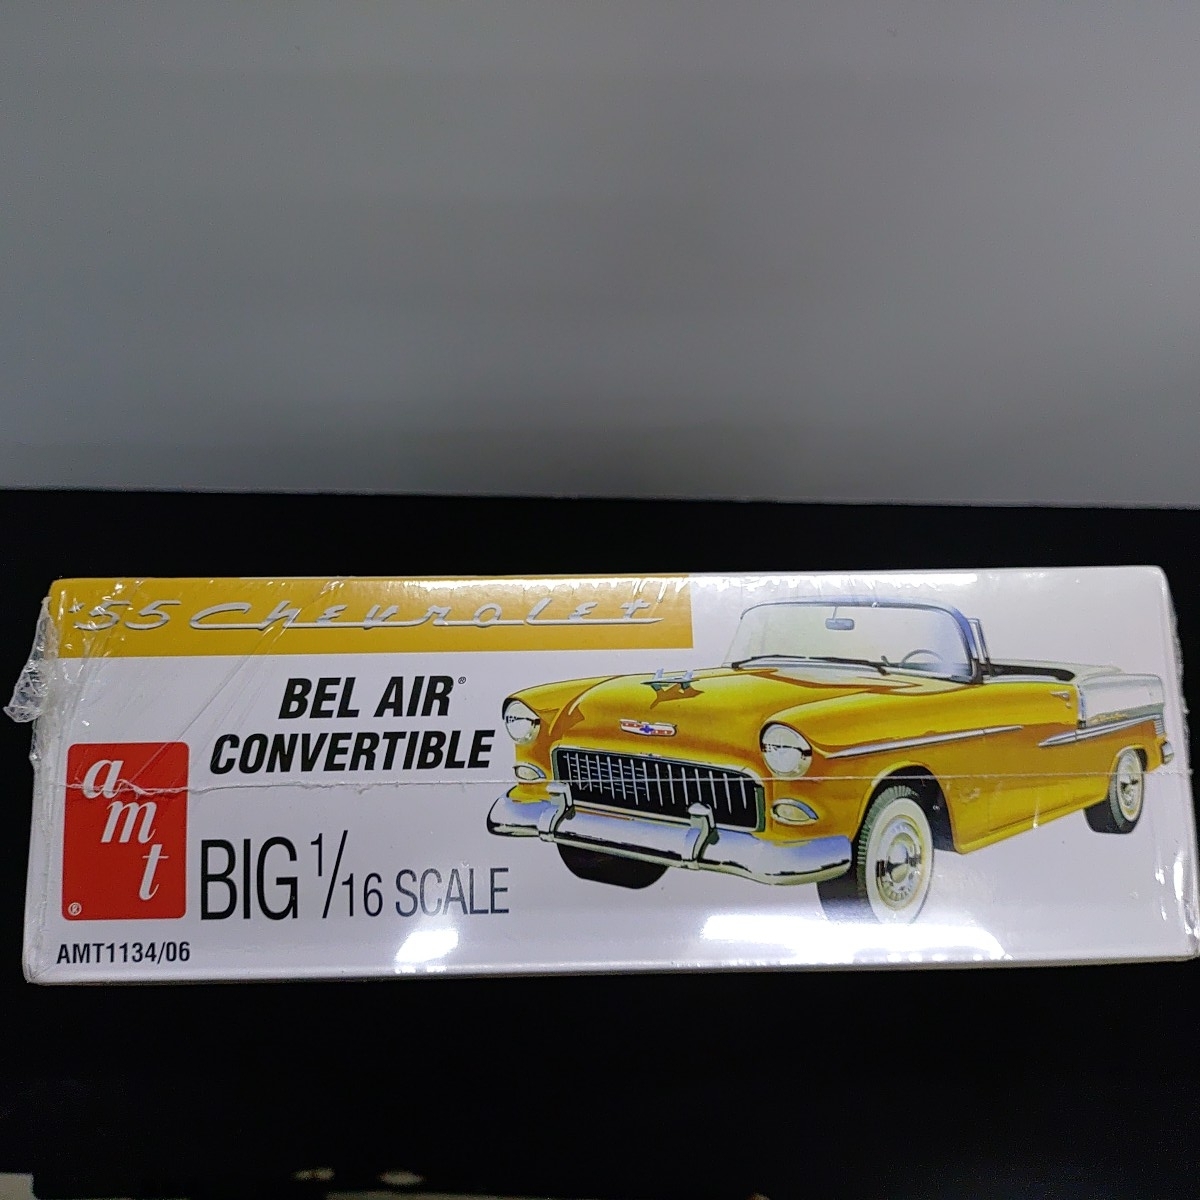 '55 Chevrolet
BEL AIR®
CONVERTIBLE
amt®
BIG 1/16 SCALE
AMT1134/06